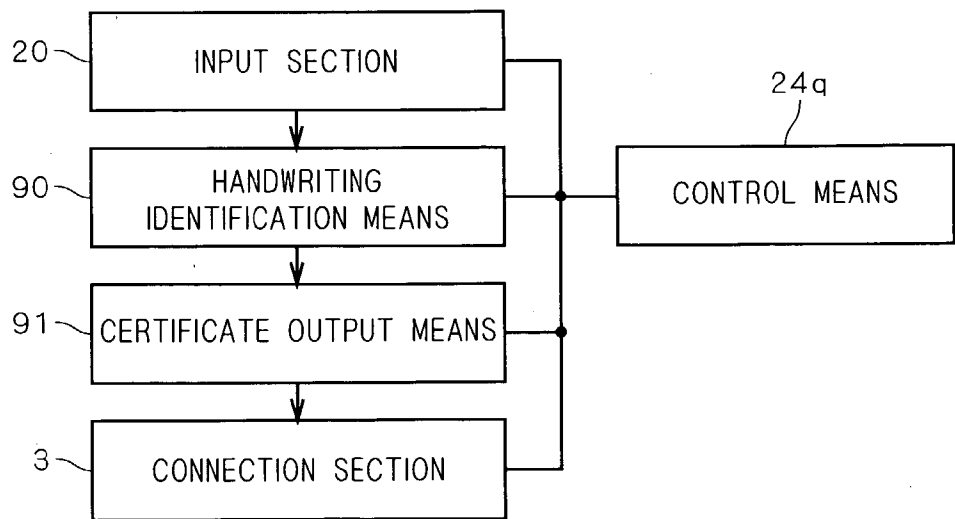 20
INPUT SECTION
24q
90
HANDWRITING
IDENTIFICATION MEANS
CONTROL MEANS
91
CERTIFICATE OUTPUT MEANS
3
CONNECTION SECTION